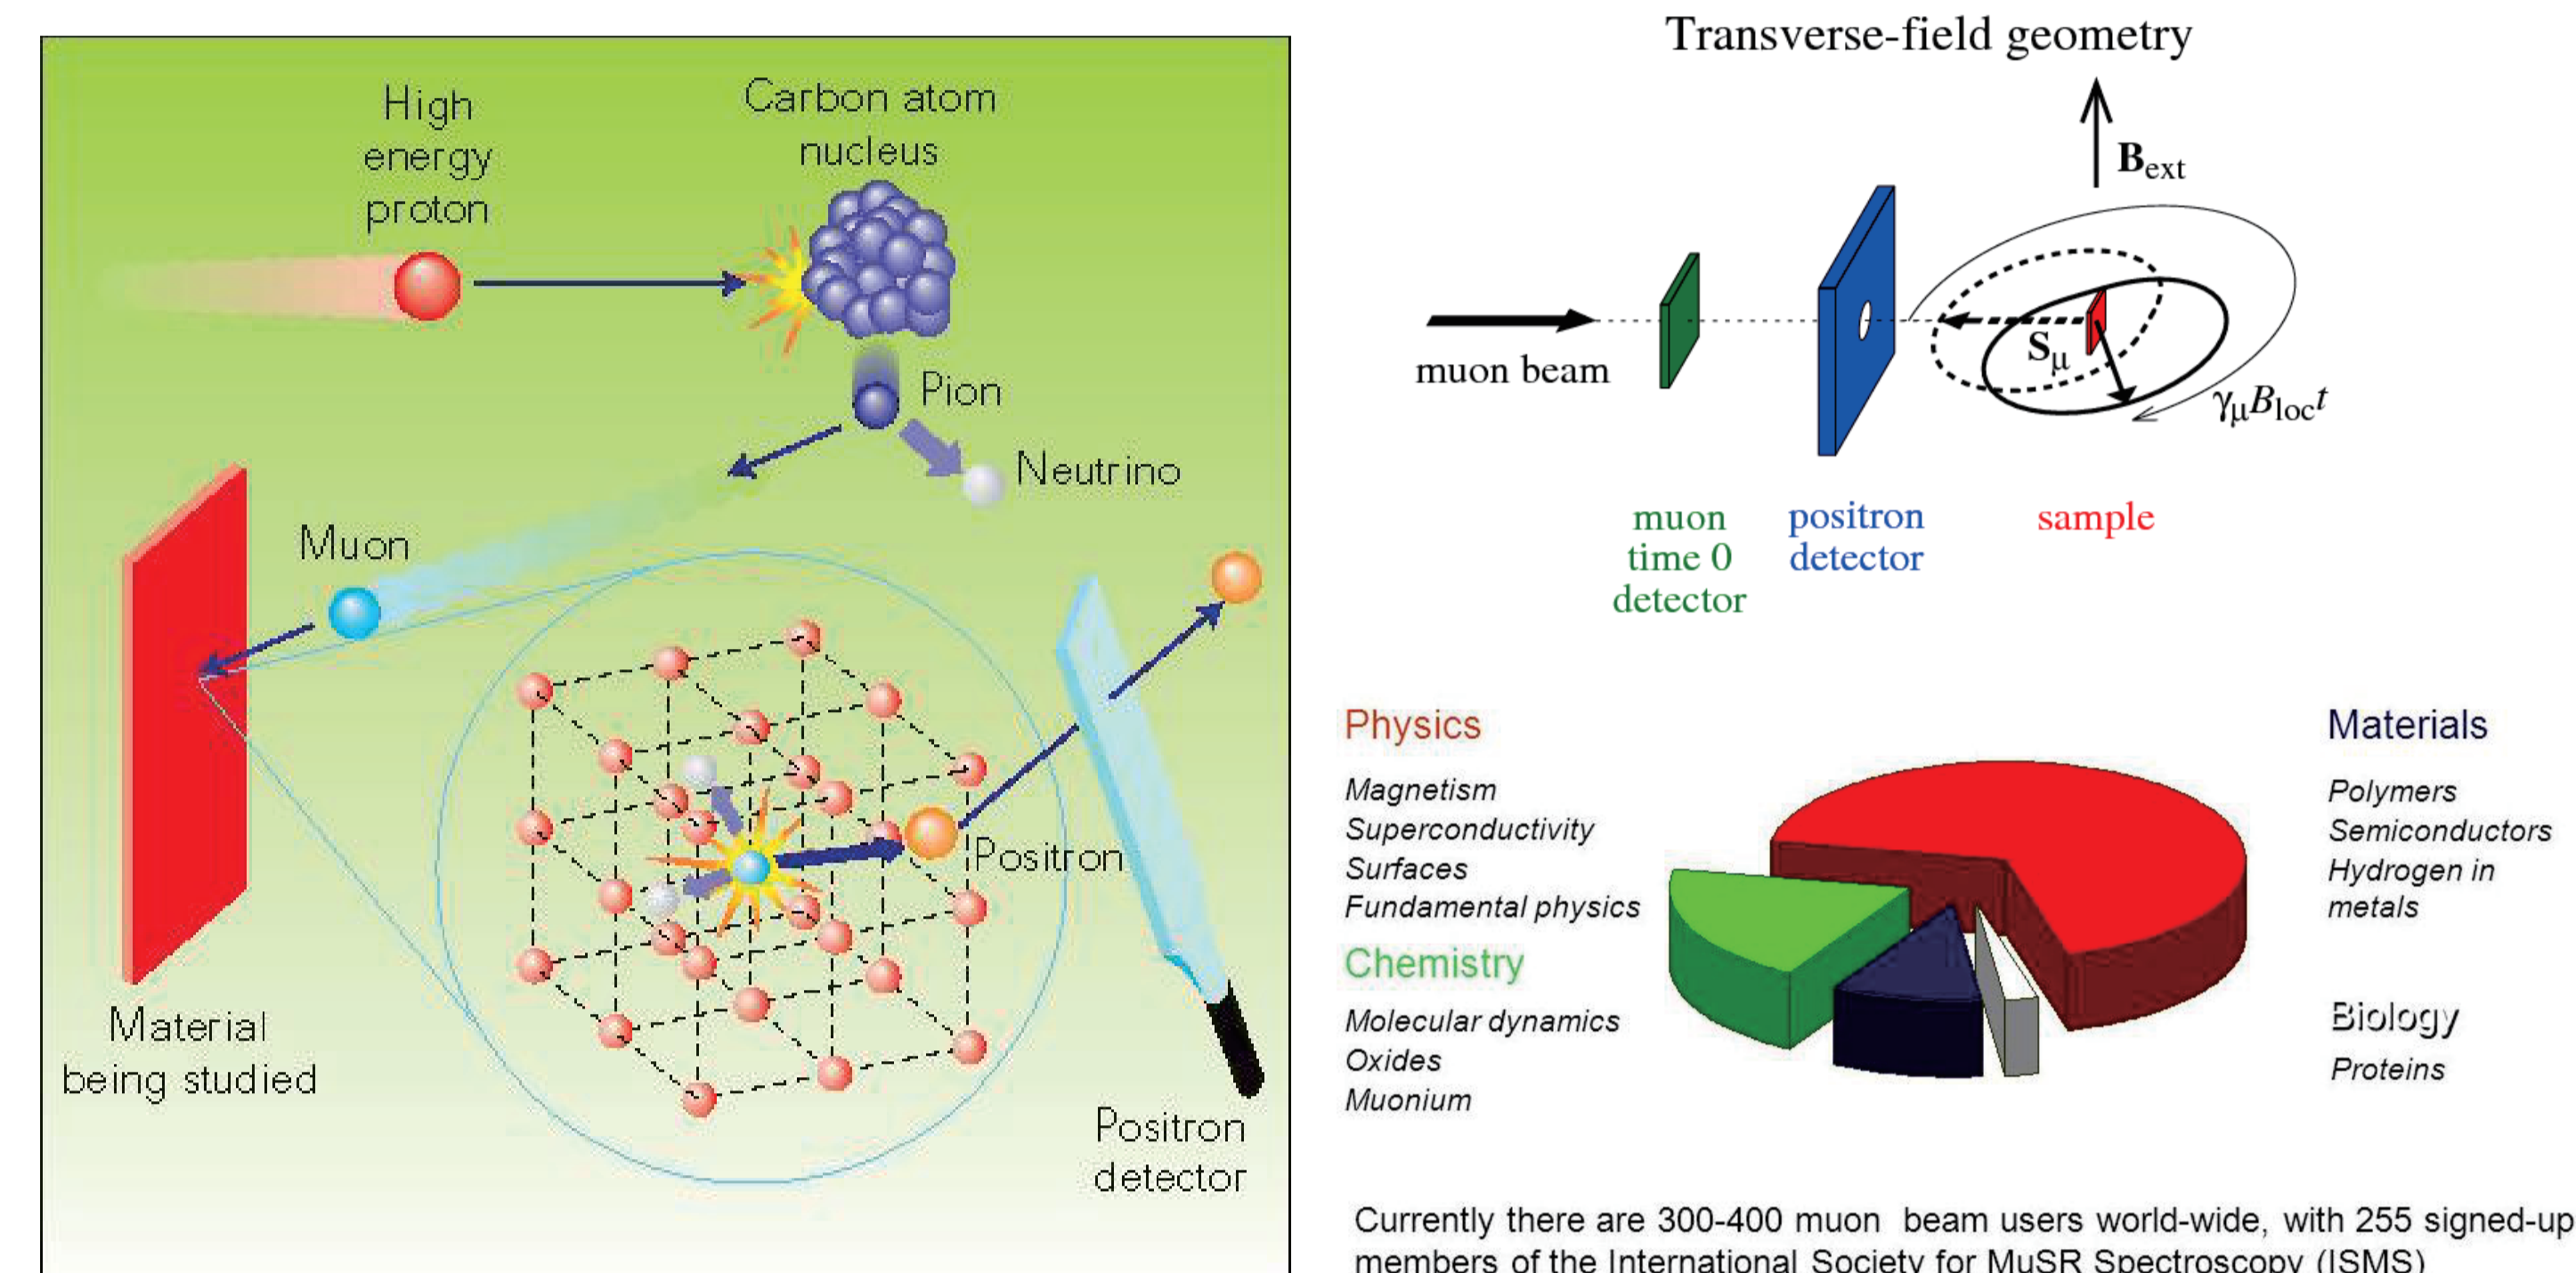 High
energy
proton
Carbon atom
nucleus
Pion
Neutrino
Muon
Positron
Material
being studied
Positron
detector
Transverse-field geometry
B_ext
muon beam
S_μ
γ_μB_loct
muon
time 0
detector
positron
detector
sample
Physics
Magnetism
Superconductivity
Surfaces
Fundamental physics
Chemistry
Molecular dynamics
Oxides
Muonium
Materials
Polymers
Semiconductors
Hydrogen in
metals
Biology
Proteins
Currently there are 300-400 muon beam users world-wide, with 255 signed-up
members of the International Society for MuSR Spectroscopy (ISMS)